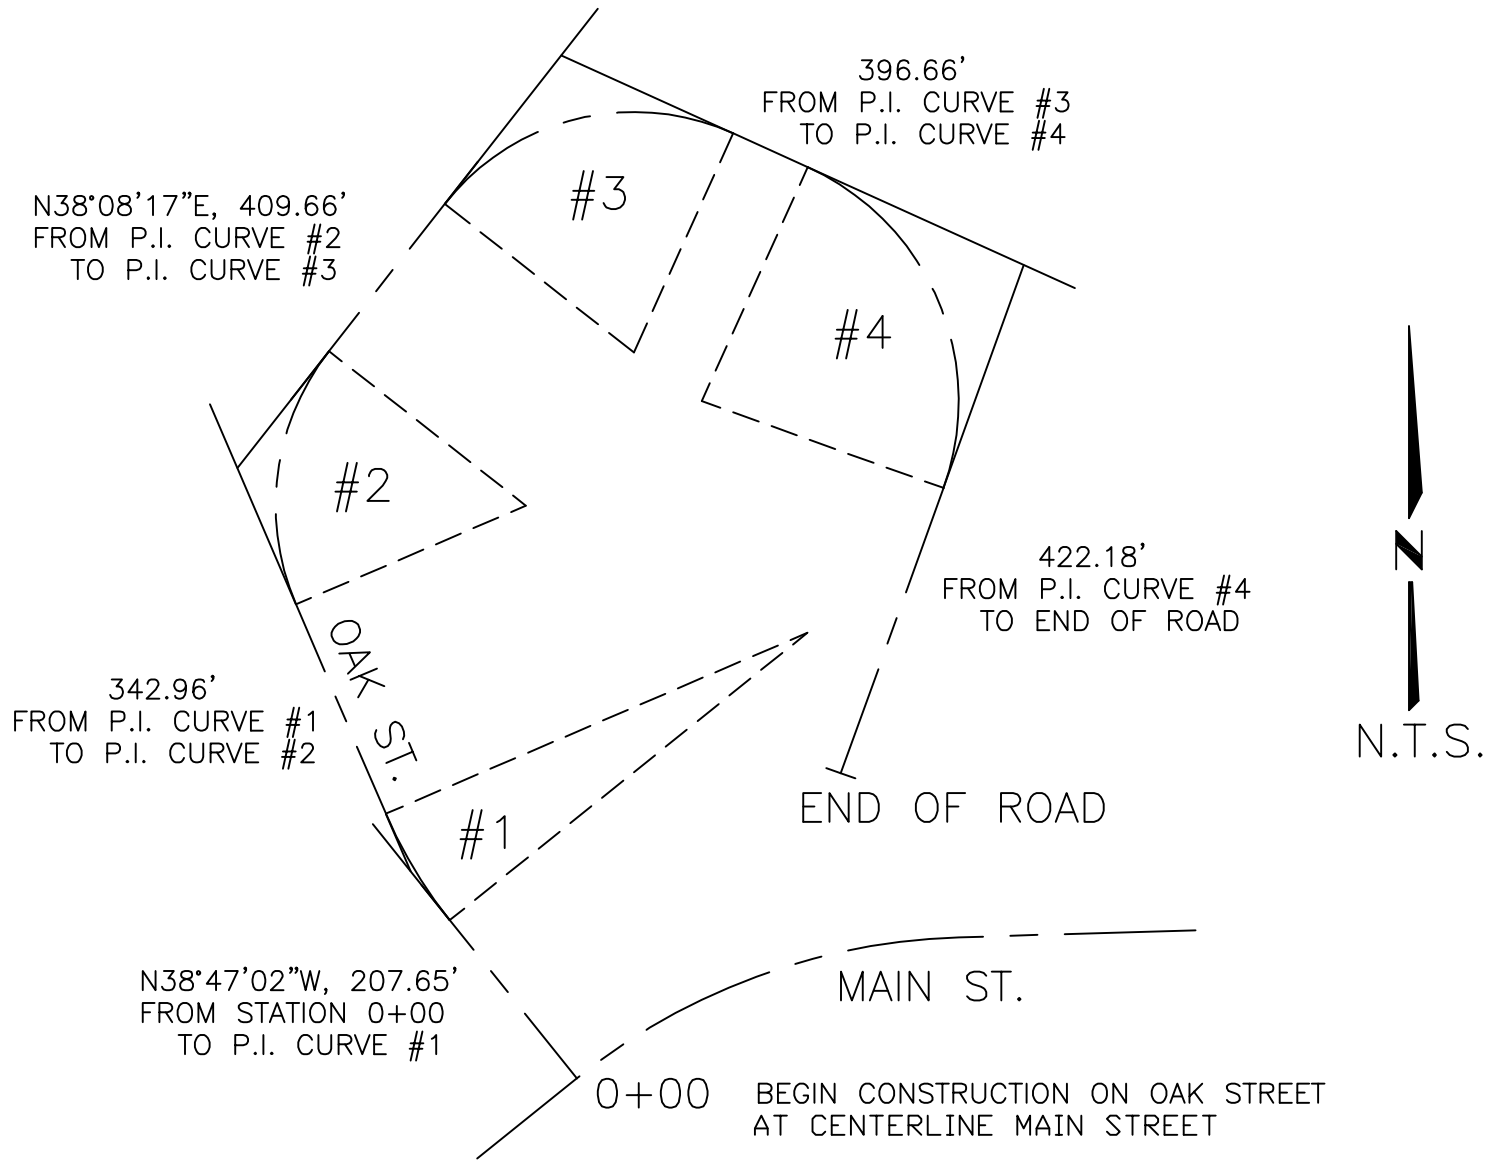 396.66’
FROM P.I. CURVE #3
TO P.I. CURVE #4
#3
N38°08’17”E, 409.66’
FROM P.I. CURVE #2
TO P.I. CURVE #3
#4
#2
N
422.18’
FROM P.I. CURVE #4
TO END OF ROAD
OAK ST.
342.96’
FROM P.I. CURVE #1
TO P.I. CURVE #2
N.T.S.
END OF ROAD
#1
N38°47’02”W, 207.65’
FROM STATION 0+00
TO P.I. CURVE #1
MAIN ST.
0+00
BEGIN CONSTRUCTION ON OAK STREET
AT CENTERLINE MAIN STREET